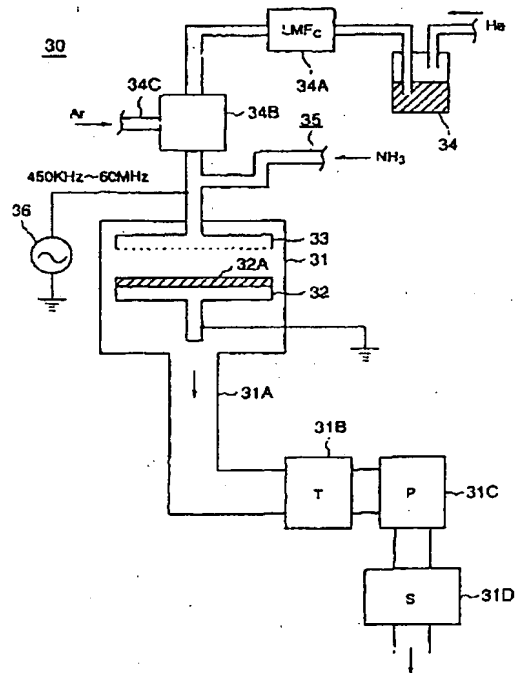 30
LMFC
He
34A
34
34C
Ar
34B
35
NH3
450KHz~60MHz
36
33
31
32A
32
31A
31B
T
P
31C
S
31D